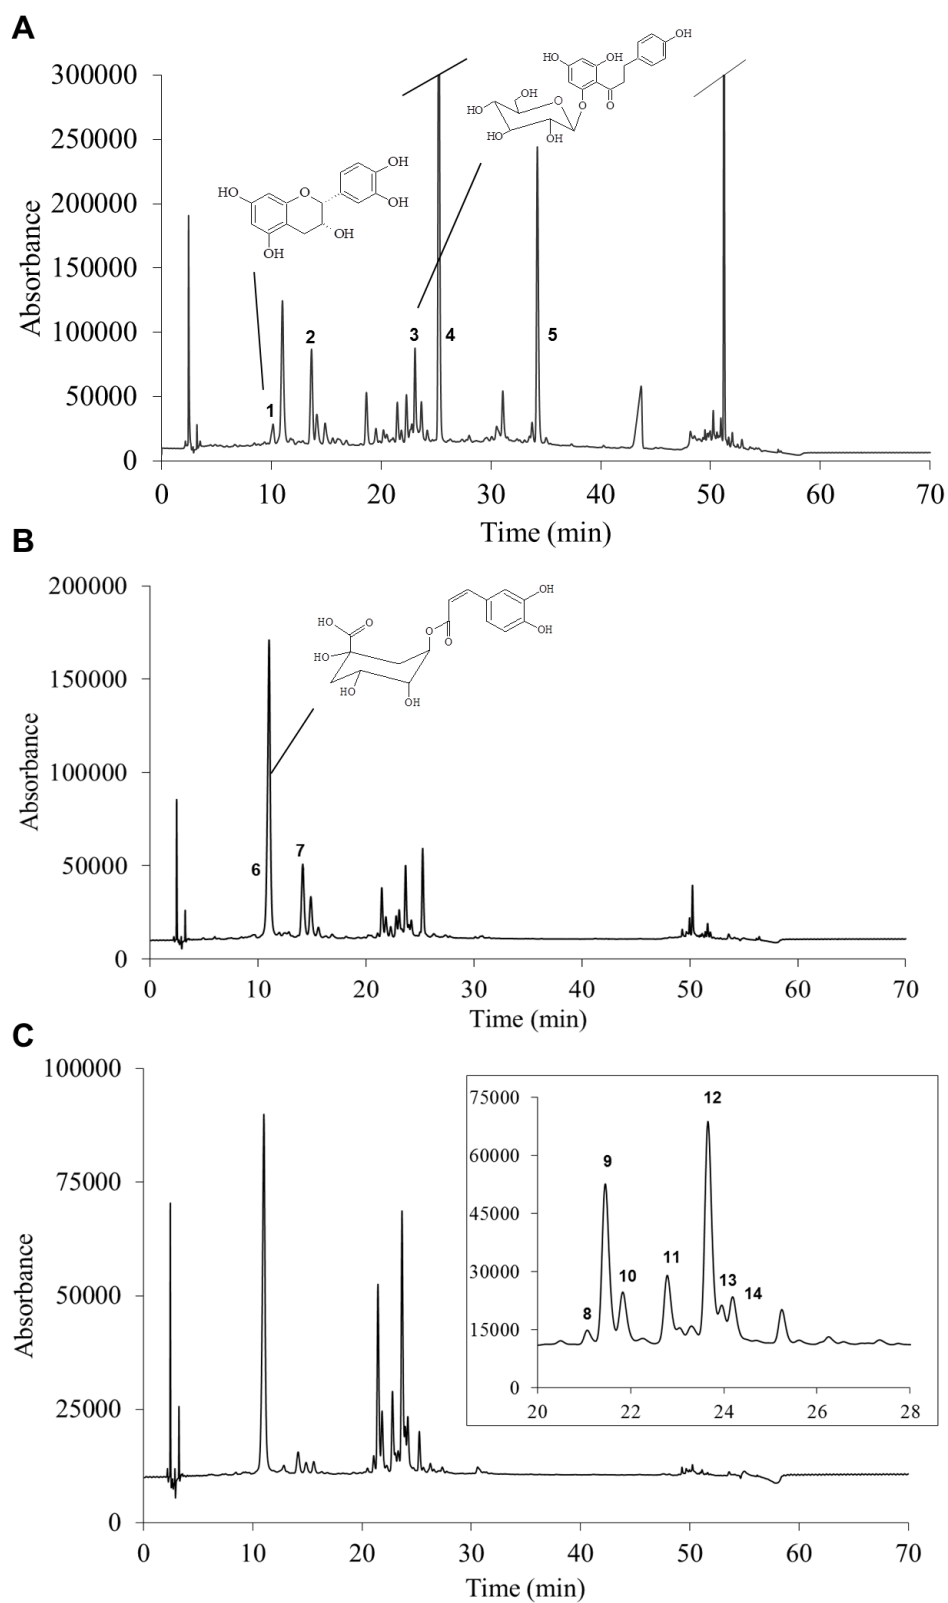 A
300000
250000
200000
150000
100000
50000
0
Absorbance
0 10 20 30 40 50 60 70
Time (min)
1
2
3
4
5
HO
O
OH
OH
OH
OH
HO
OH
OH
O
O
OH
HO
O
HO
OH
B
200000
150000
100000
50000
0
Absorbance
0 10 20 30 40 50 60 70
Time (min)
6
7
HO
O
HO
HO
OH
O
O
OH
OH
C
100000
75000
50000
25000
0
Absorbance
0 10 20 30 40 50 60 70
Time (min)
75000
60000
45000
30000
15000
0
20 22 24 26 28
8
9
10
11
12
13
14